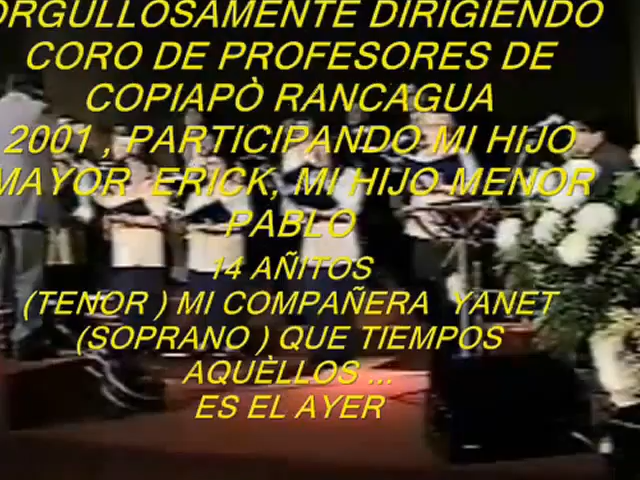 ORGULLOSAMENTE DIRIGIENDO
CORO DE PROFESORES DE
COPIAPÒ RANCAGUA
2001 , PARTICIPANDO MI HIJO
MAYOR ERICK, MI HIJO MENOR
PABLO
14 AÑITOS
(TENOR ) MI COMPAÑERA YANET
(SOPRANO ) QUE TIEMPOS
AQUÈLLOS ...
ES EL AYER